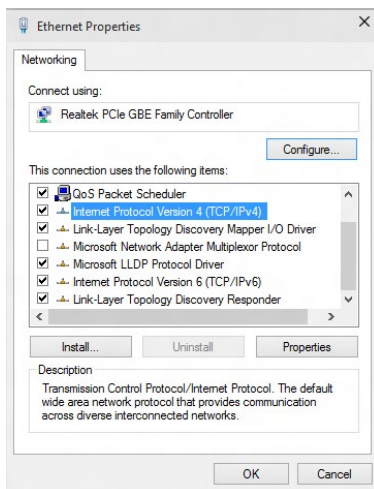 Ethernet Properties
Networking
Connect using:
Realtek PCIe GBE Family Controller
Configure...
This connection uses the following items:
QoS Packet Scheduler
Internet Protocol Version 4 (TCP/IPv4)
Link-Layer Topology Discovery Mapper I/O Driver
Microsoft Network Adapter Multiplexor Protocol
Microsoft LLDP Protocol Driver
Internet Protocol Version 6 (TCP/IPv6)
Link-Layer Topology Discovery Responder
Install... Uninstall Properties
Description
Transmission Control Protocol/Internet Protocol. The default
wide area network protocol that provides communication
across diverse interconnected networks.
OK Cancel